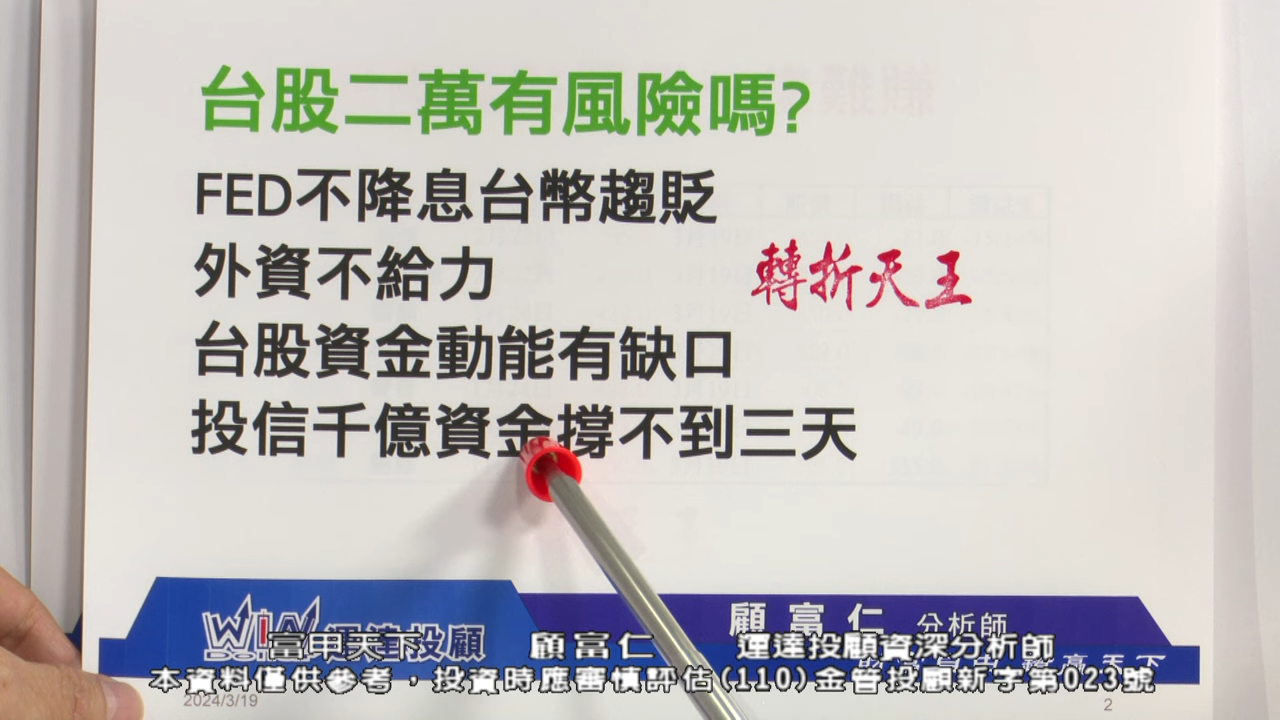 台股二萬有風險嗎?
FED不降息台幣趨貶
外資不給力
轉折天王
台股資金動能有缺口
投信千億資金撐不到三天
WIN 運達投顧
顧富仁 分析師
富甲天下 顧富仁 運達投顧資深分析師
本資料僅供參考，投資時應審慎評估(110)金管投顧新字第023號
2024/3/19
2